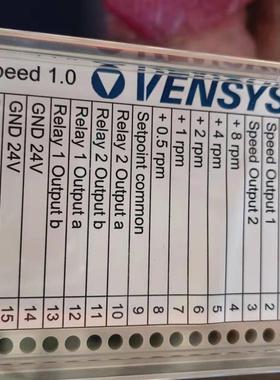 peed 1.0 VENSYS
peed Output 1 2
Speed Output 2 3
+ 8 rpm 4
+ 4 rpm 5
+ 2 rpm 6
+ 1 rpm 7
+ 0.5 rpm 8
Setpoint common 9
Relay 2 Output a 10
Relay 2 Output b 11
Relay 1 Output a 12
Relay 1 Output b 13
GND 24V 14
GND 24V 15